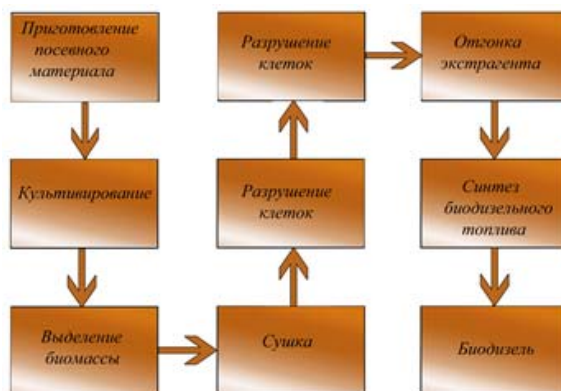 Приготовление
посевного
материала
Культивирование
Выделение
биомассы
Сушка
Разрушение
клеток
Разрушение
клеток
Отгонка
экстрагента
Синтез
биодизельного
топлива
Биодизель